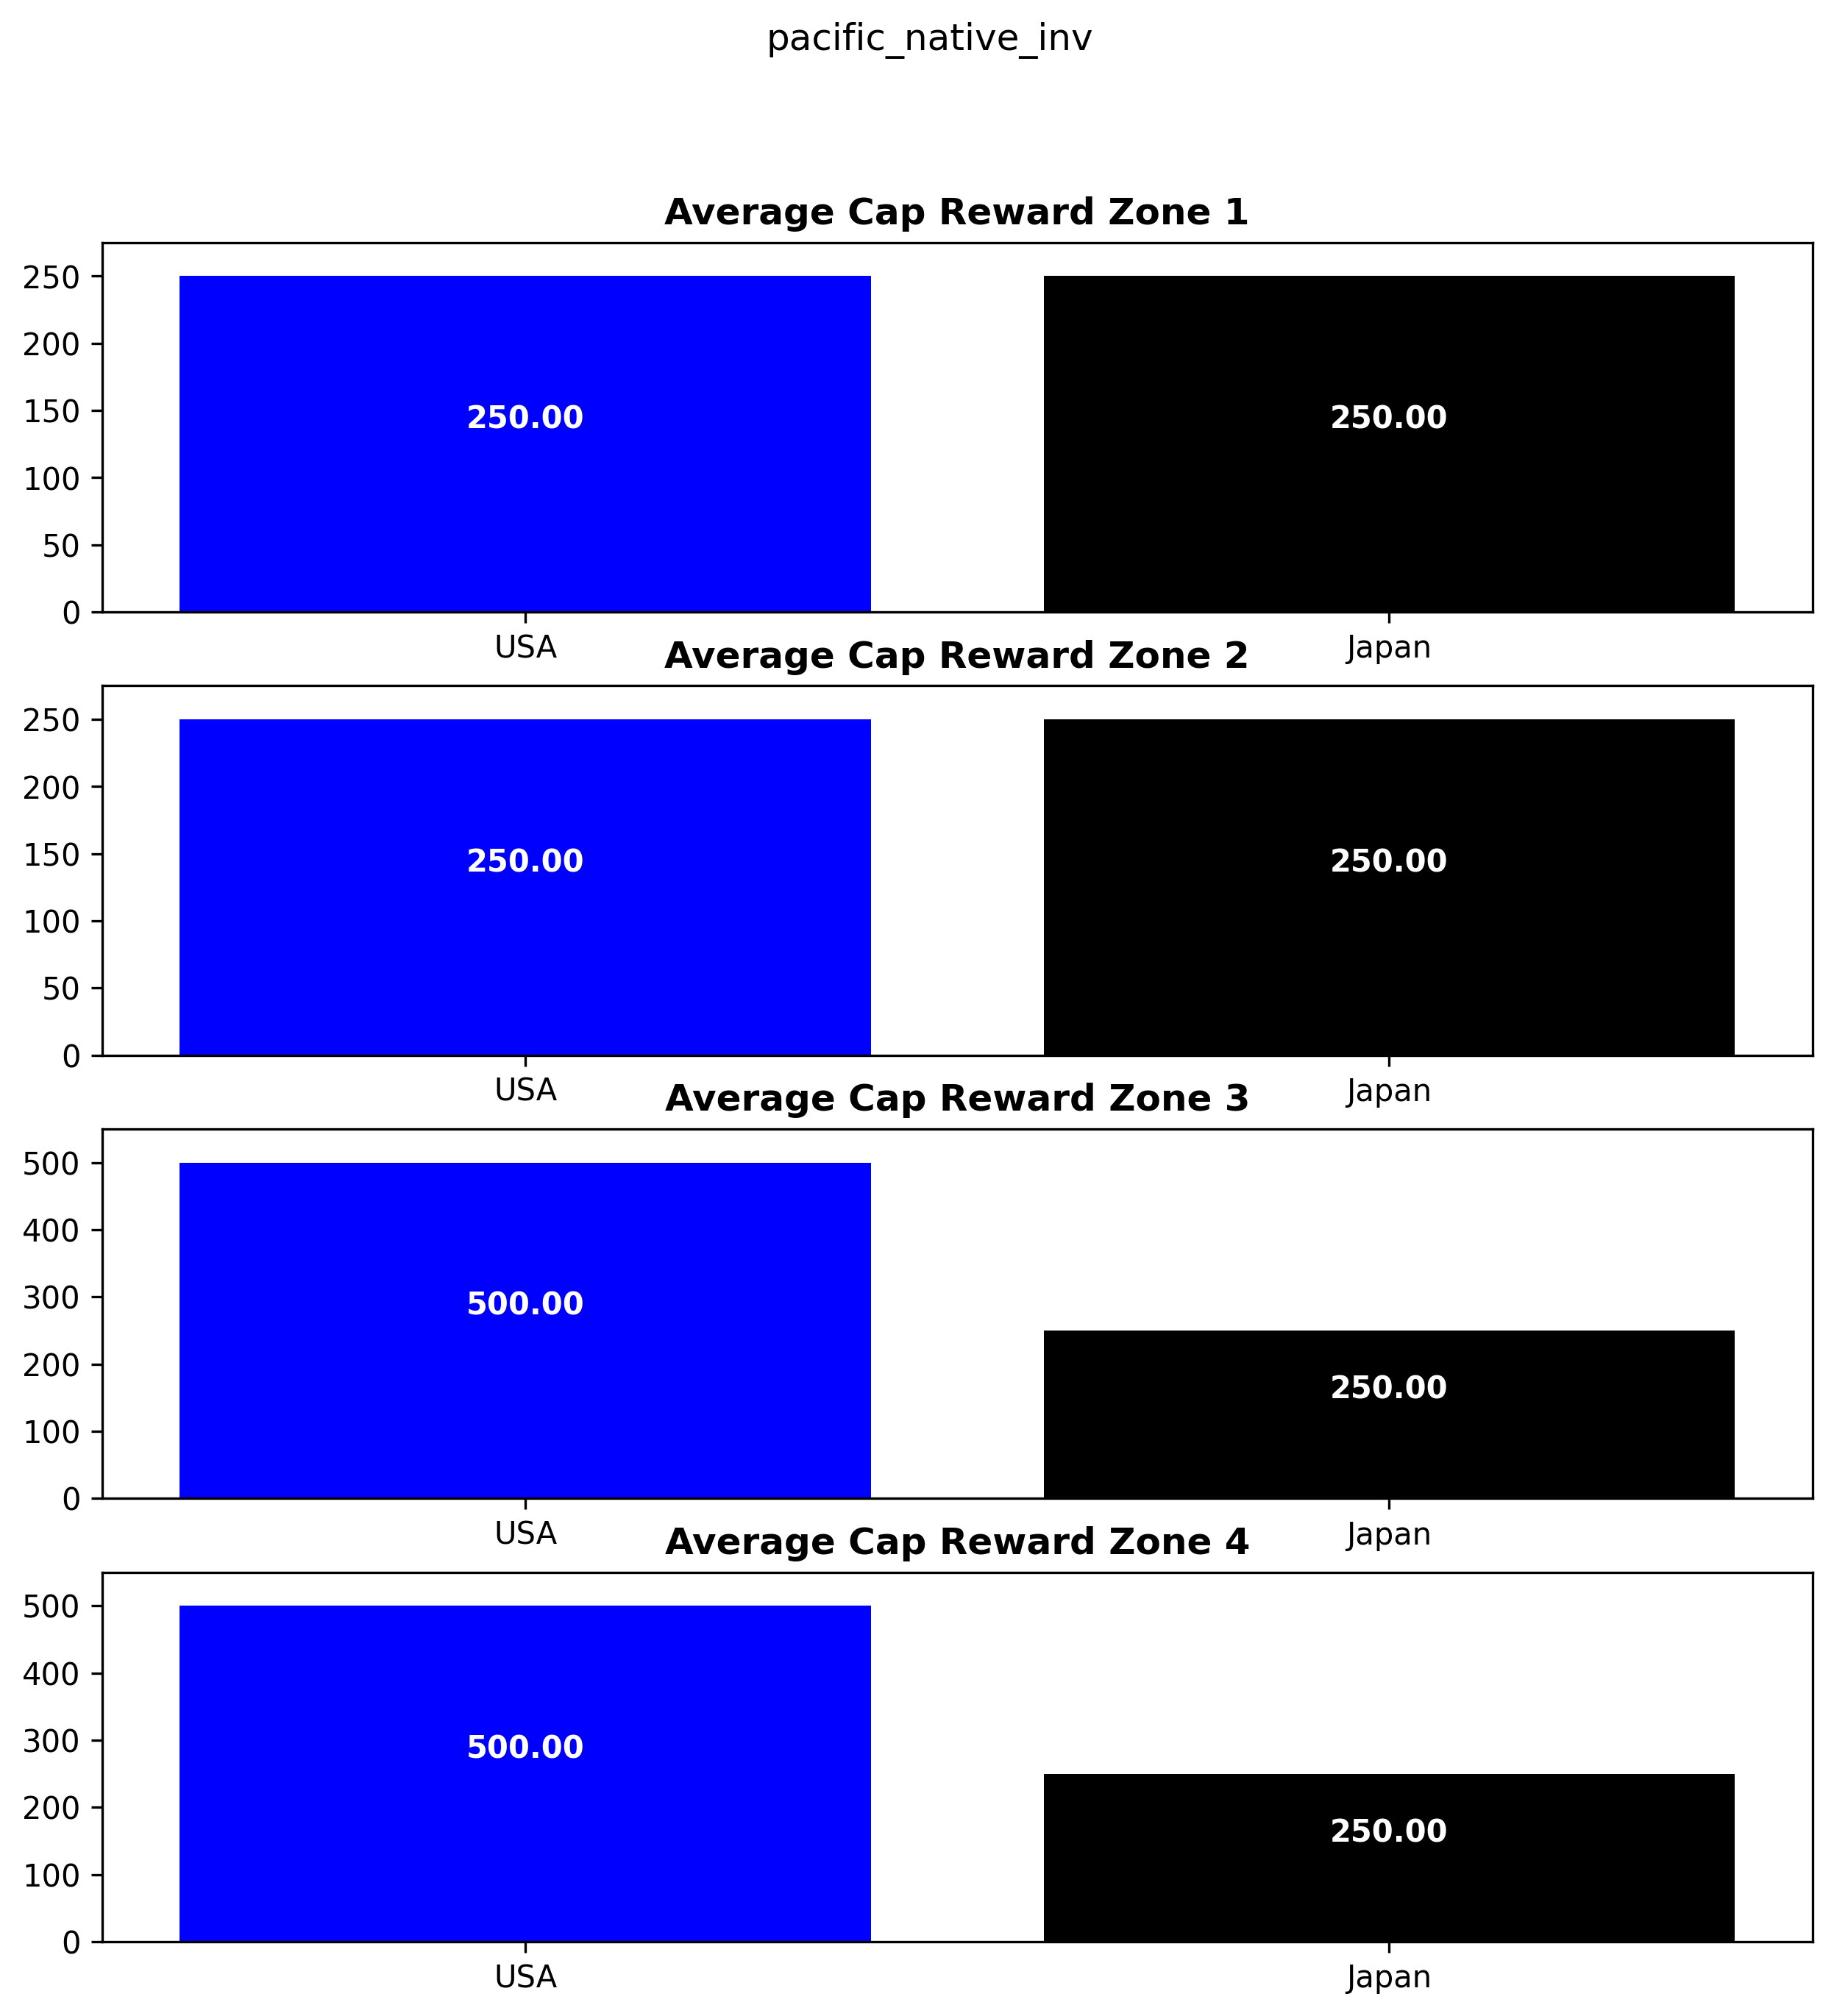 pacific_native_inv
Average Cap Reward Zone 1
250
200
150
100
50
0
250.00
250.00
USA
Japan
Average Cap Reward Zone 2
250
200
150
100
50
0
250.00
250.00
USA
Japan
Average Cap Reward Zone 3
500
400
300
200
100
0
500.00
250.00
USA
Japan
Average Cap Reward Zone 4
500
400
300
200
100
0
500.00
250.00
USA
Japan